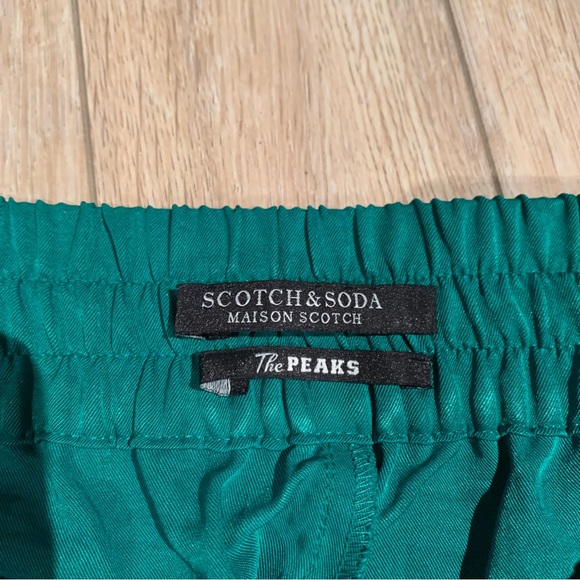 SCOTCH & SODA
MAISON SCOTCH
The PEAKS